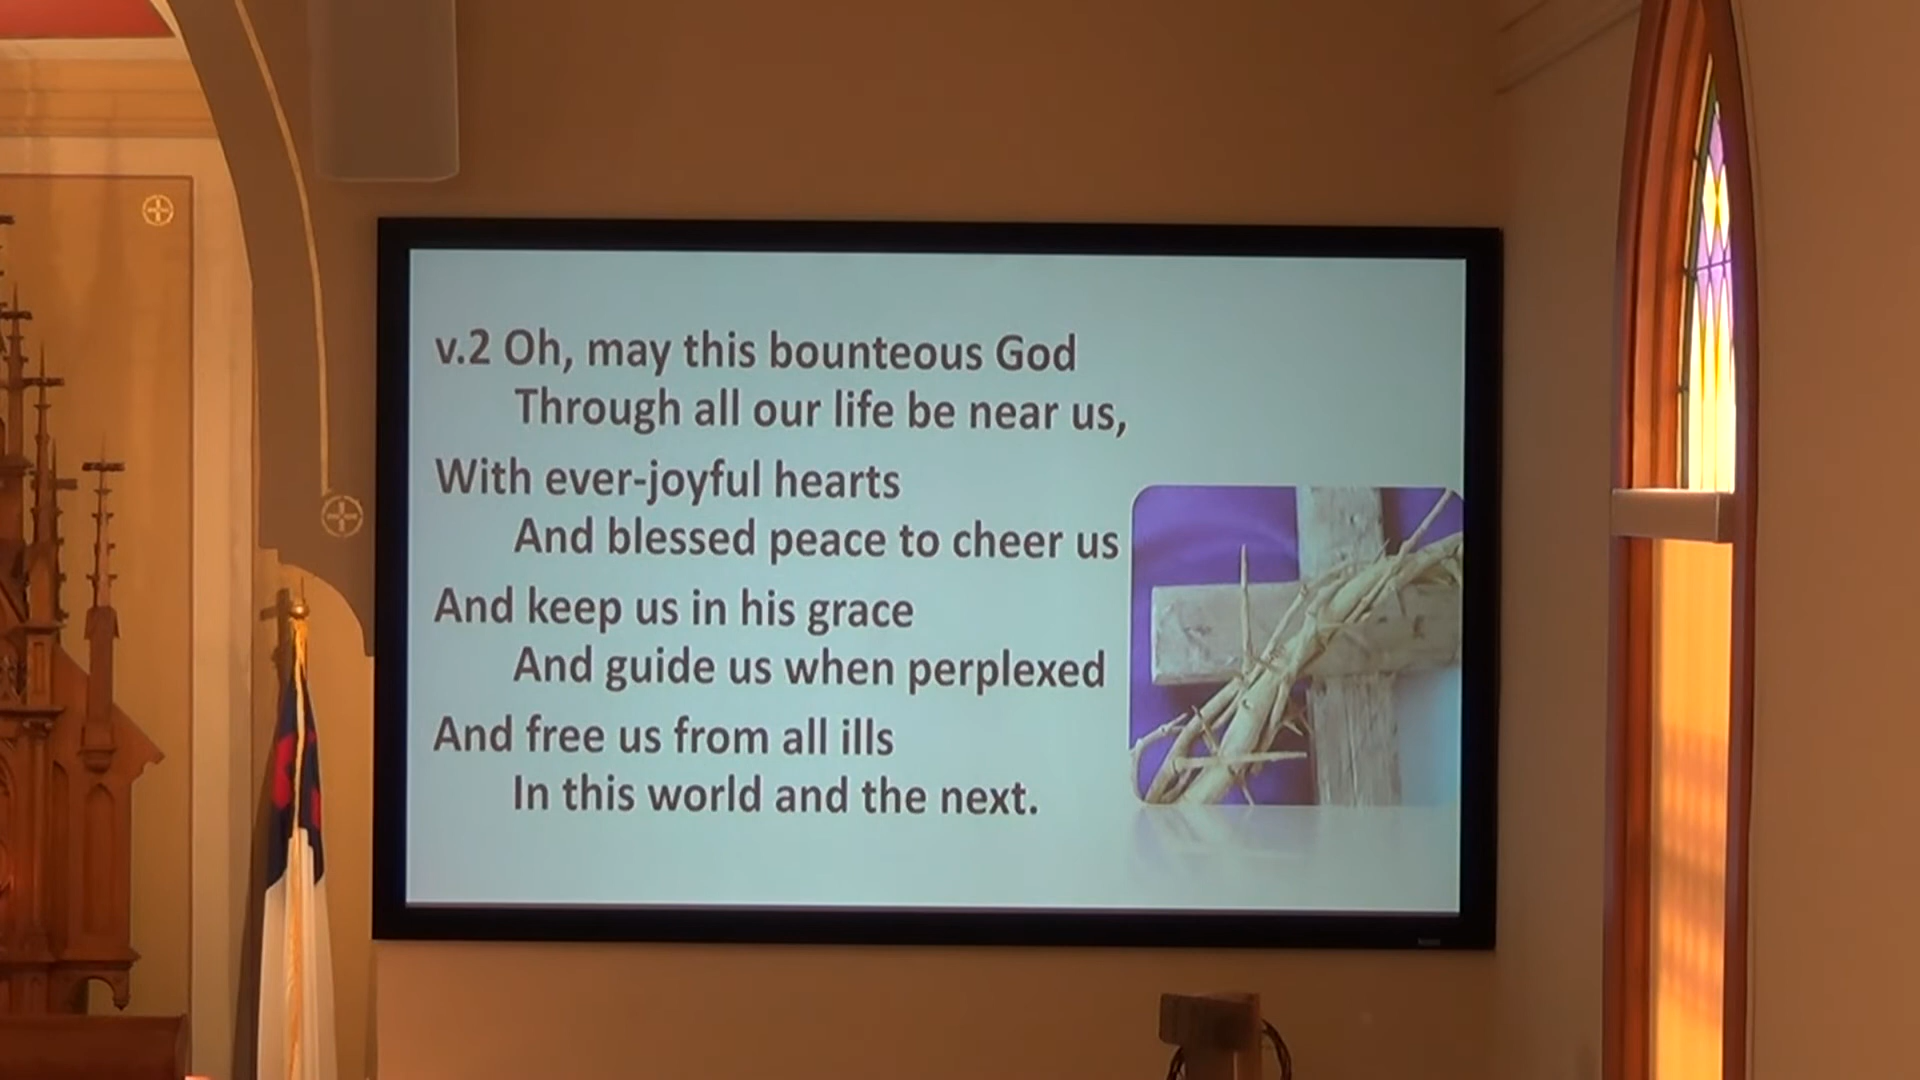 v.2 Oh, may this bounteous God
Through all our life be near us,
With ever-joyful hearts
And blessed peace to cheer us
And keep us in his grace
And guide us when perplexed
And free us from all ills
In this world and the next.